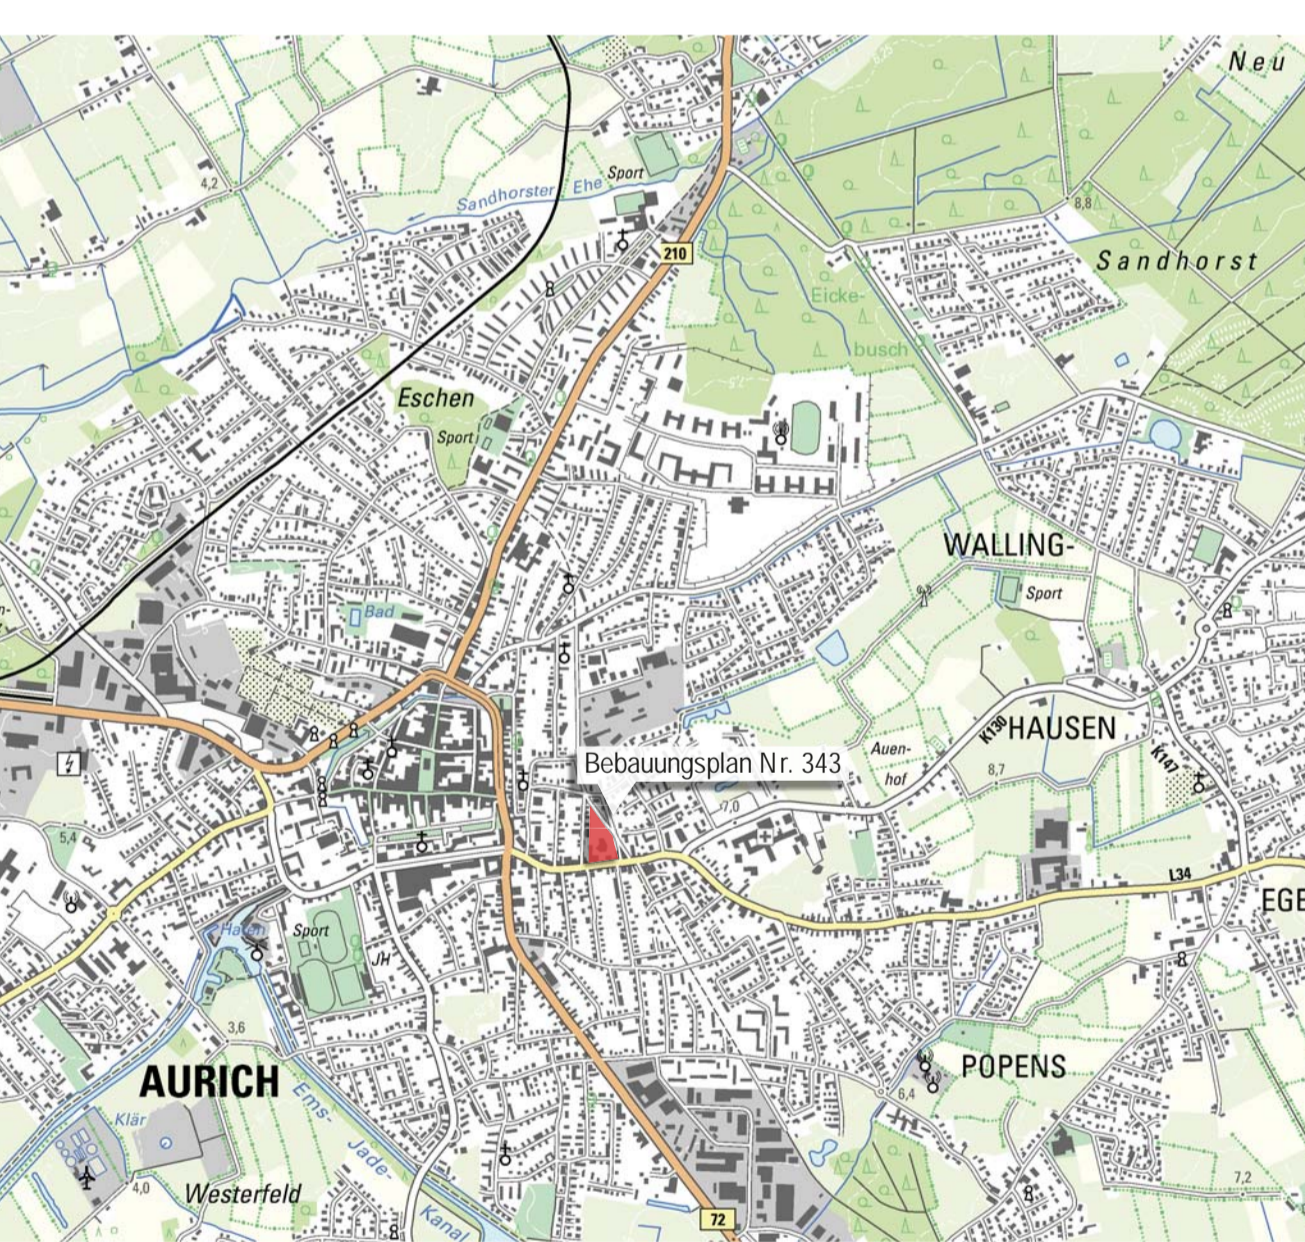 Neu
Sport
4,2
Sandhorster Ehe
8,8
210
Sandhorst
Eicke-
busch
Eschen
Sport
WALLING-
Sport
Bad
K130
HAUSEN
Auen-
hof
K147
8,7
Bebauungsplan Nr. 343
7,0
5,4
L34
EGE
Hafen
Sport
JH
3,6
AURICH
POPENS
6,4
Ems-
Jade-
Kanal
Klär
4,0
Westerfeld
7,2
72